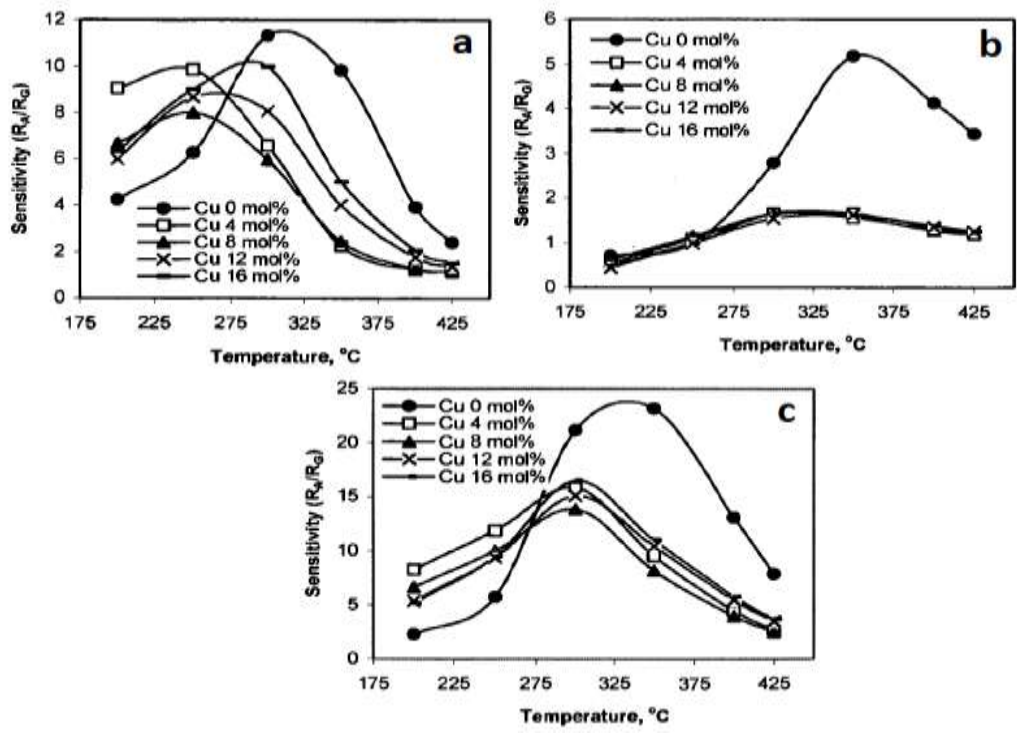 a
Sensitivity (RA/RG)
12
10
8
6
4
2
0
Cu 0 mol%
Cu 4 mol%
Cu 8 mol%
Cu 12 mol%
Cu 16 mol%
175 225 275 325 375 425
Temperature, °C
b
Sensitivity (RA/RG)
6
5
4
3
2
1
0
Cu 0 mol%
Cu 4 mol%
Cu 8 mol%
Cu 12 mol%
Cu 16 mol%
175 225 275 325 375 425
Temperature, °C
c
Sensitivity (RA/RG)
25
20
15
10
5
0
Cu 0 mol%
Cu 4 mol%
Cu 8 mol%
Cu 12 mol%
Cu 16 mol%
175 225 275 325 375 425
Temperature, °C